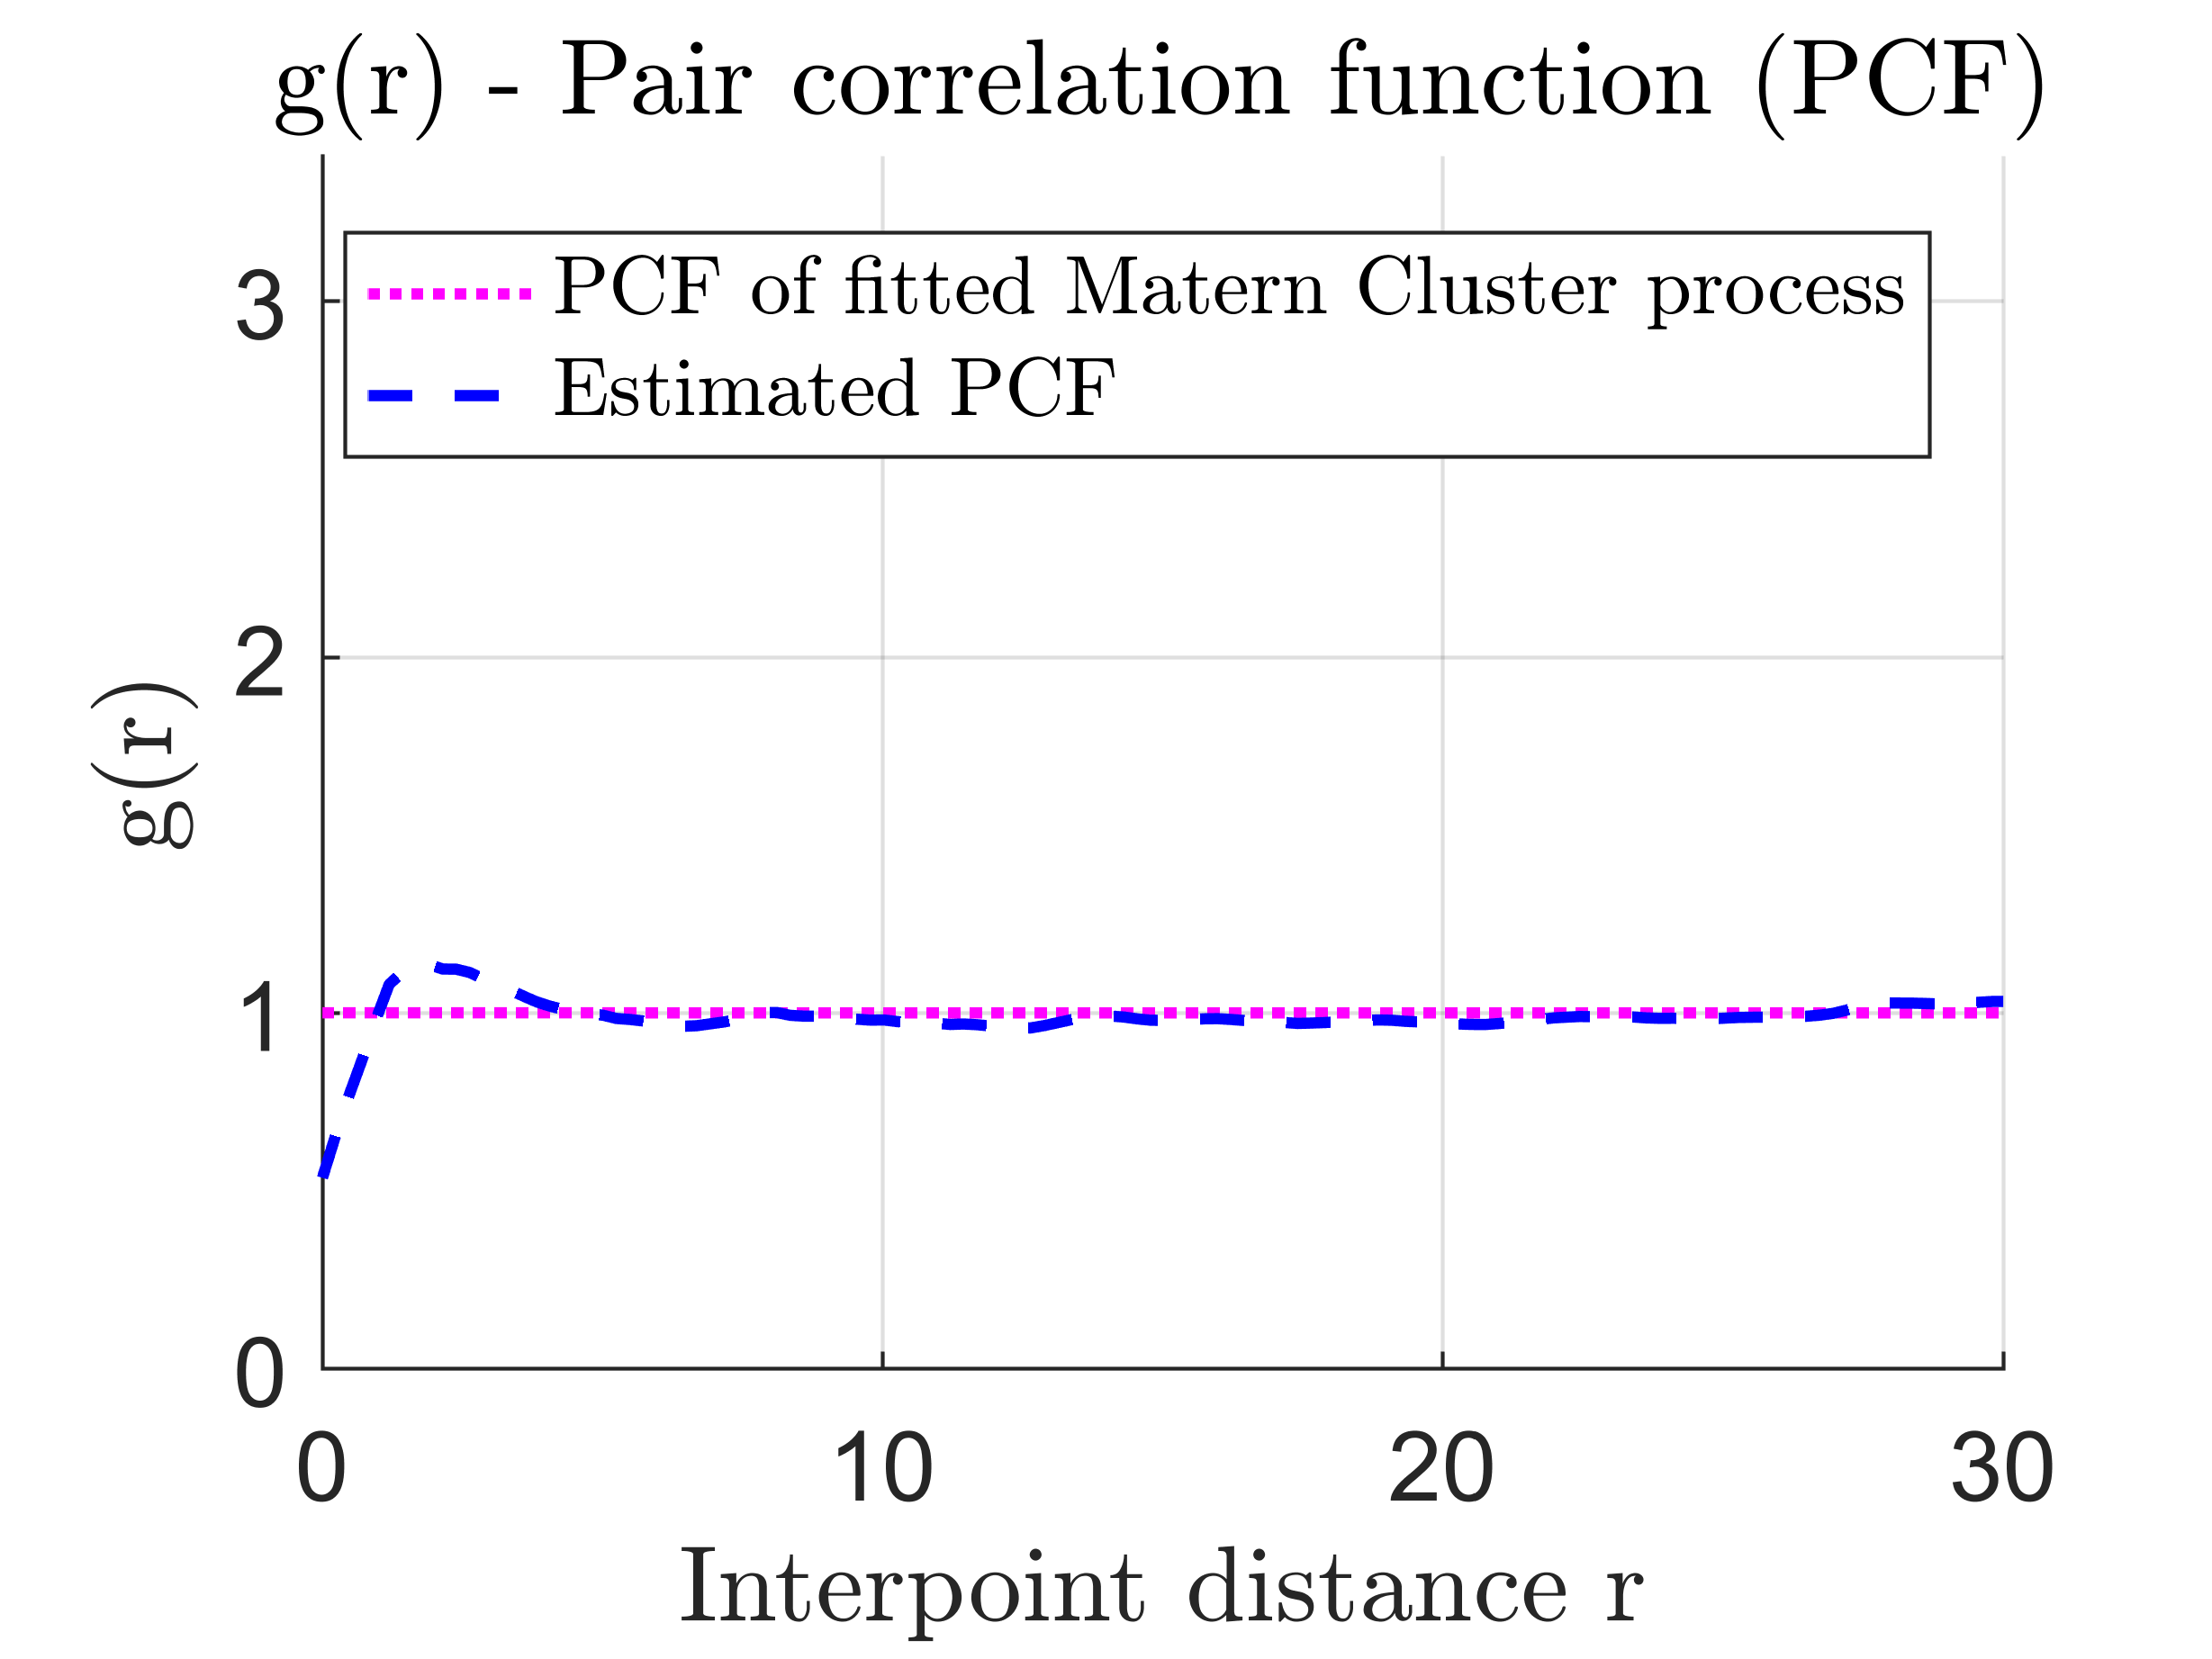 g(r) - Pair correlation function (PCF)
PCF of fitted Matern Cluster process
Estimated PCF
3
2
1
0
g(r)
0 10 20 30
Interpoint distance r